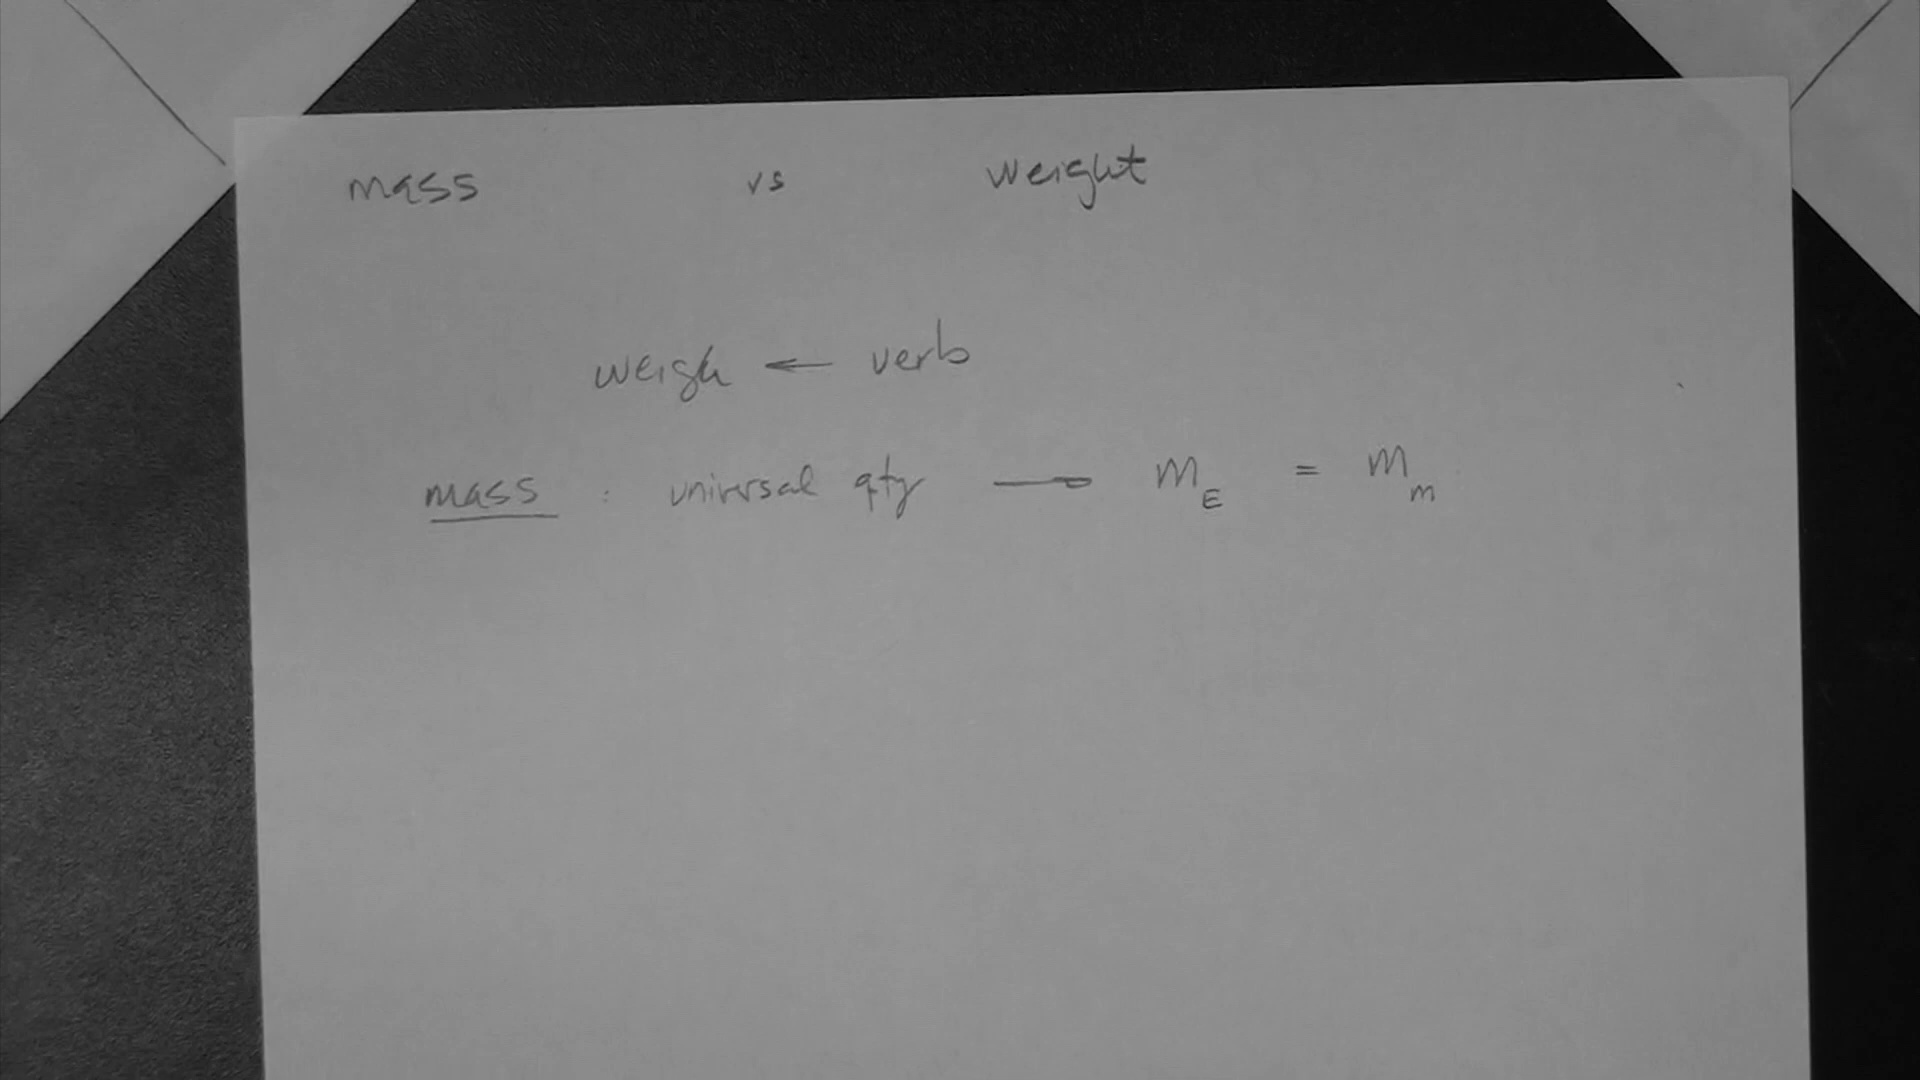 mass vs weight
weigh ← verb
mass : universal qty → m_E = m_m